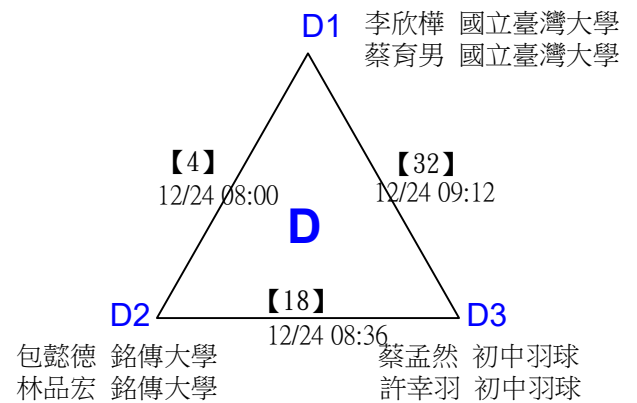 D1 李欣樺 國立臺灣大學
蔡育男 國立臺灣大學
【4】
12/24 08:00
【32】
12/24 09:12
D
D2
【18】
12/24 08:36
D3
包懿德 銘傳大學
林品宏 銘傳大學
蔡孟然 初中羽球
許幸羽 初中羽球